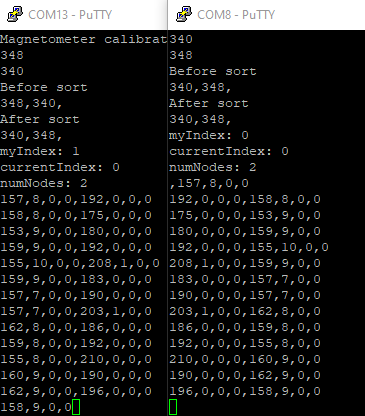 COM13 - PuTTY
Magnetometer calibrat
348
340
Before sort
348,340,
After sort
340,348,
myIndex: 1
currentIndex: 0
numNodes: 2
157,8,0,0,192,0,0,0
158,8,0,0,175,0,0,0
153,9,0,0,180,0,0,0
159,9,0,0,192,0,0,0
155,10,0,0,208,1,0,0
159,9,0,0,183,0,0,0
157,7,0,0,190,0,0,0
157,7,0,0,203,1,0,0
162,8,0,0,186,0,0,0
159,8,0,0,192,0,0,0
155,8,0,0,210,0,0,0
160,9,0,0,190,0,0,0
162,9,0,0,196,0,0,0
158,9,0,0
COM8 - PuTTY
340
348
Before sort
340,348,
After sort
340,348,
myIndex: 0
currentIndex: 0
numNodes: 2
,157,8,0,0
192,0,0,0,158,8,0,0
175,0,0,0,153,9,0,0
180,0,0,0,159,9,0,0
192,0,0,0,155,10,0,0
208,1,0,0,159,9,0,0
183,0,0,0,157,7,0,0
190,0,0,0,157,7,0,0
203,1,0,0,162,8,0,0
186,0,0,0,159,8,0,0
192,0,0,0,155,8,0,0
210,0,0,0,160,9,0,0
190,0,0,0,162,9,0,0
196,0,0,0,158,9,0,0